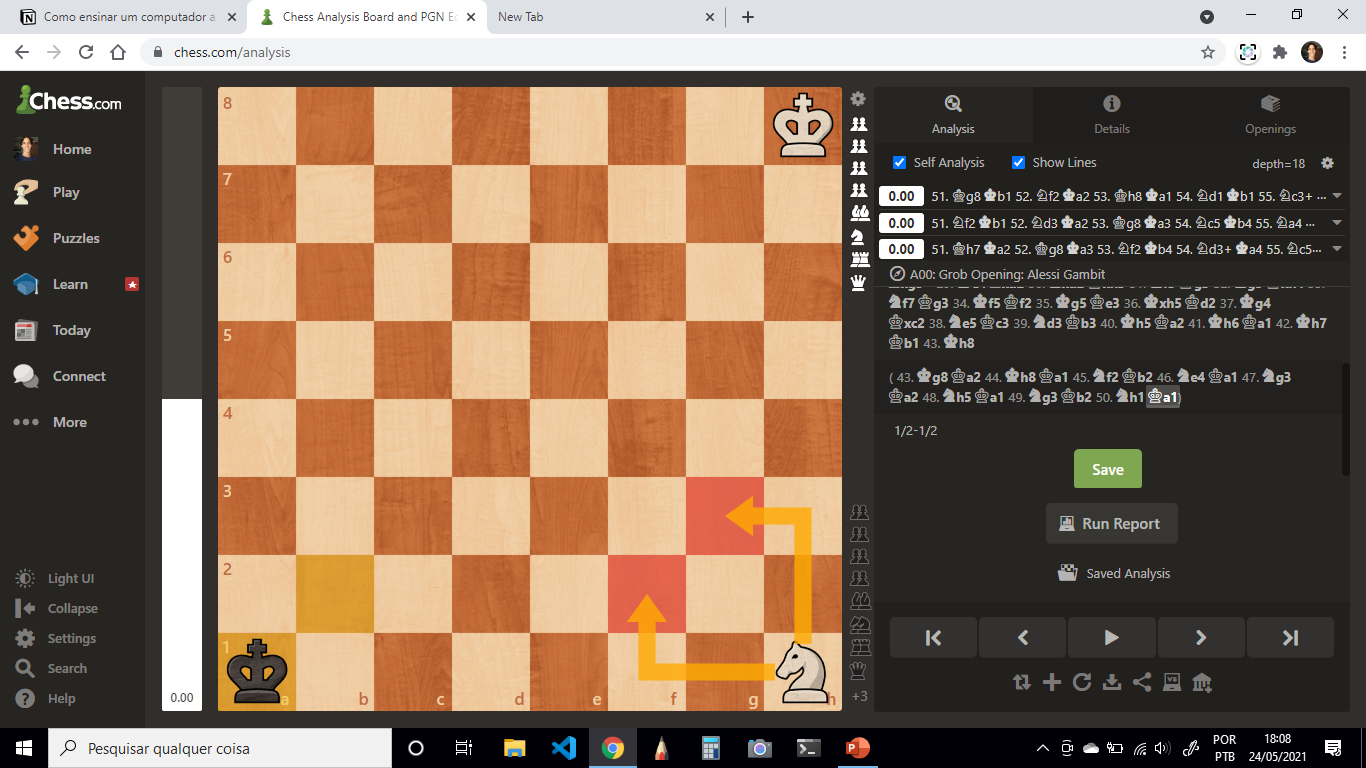 Como ensinar um computador a
Chess Analysis Board and PGN Ec
New Tab
chess.com/analysis
Chess.com
Home
Play
Puzzles
Learn
Today
Connect
More
Light UI
Collapse
Settings
Search
Help
0.00
8
7
6
5
4
3
2
1
a b c d e f g h
+3
Analysis
Details
Openings
Self Analysis
Show Lines
depth=18
0.00 51. ♔g8 ♚b1 52. ♘f2 ♚a2 53. ♔h8 ♚a1 54. ♘d1 ♚b1 55. ♘c3+ ...
0.00 51. ♘f2 ♚b1 52. ♘d3 ♚a2 53. ♔g8 ♚a3 54. ♘c5 ♚b4 55. ♘a4 ...
0.00 51. ♔h7 ♚a2 52. ♔g8 ♚a3 53. ♘f2 ♚b4 54. ♘d3+ ♚a4 55. ♘c5...
A00: Grob Opening: Alessi Gambit
♞f7 ♔g3 34. ♚f5 ♔f2 35. ♚g5 ♔e3 36. ♚xh5 ♔d2 37. ♚g4
♔xc2 38. ♞e5 ♔c3 39. ♞d3 ♔b3 40. ♚h5 ♔a2 41. ♚h6 ♔a1 42. ♚h7
♔b1 43. ♚h8
( 43. ♚g8 ♔a2 44. ♚h8 ♔a1 45. ♞f2 ♔b2 46. ♞e4 ♔a1 47. ♞g3
♔a2 48. ♞h5 ♔a1 49. ♞g3 ♔b2 50. ♞h1 ♔a1)
1/2-1/2
Save
Run Report
Saved Analysis
VS
Pesquisar qualquer coisa
POR
PTB
18:08
24/05/2021